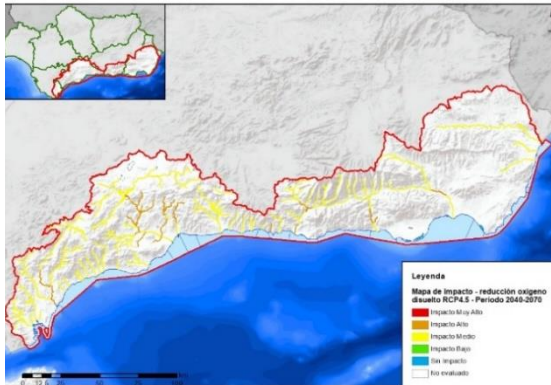 Leyenda
Mapa de impacto - reducción oxígeno
disuelto RCP4.5 - Periodo 2040-2070
Impacto Muy Alto
Impacto Alto
Impacto Medio
Impacto Bajo
Sin Impacto
No evaluado